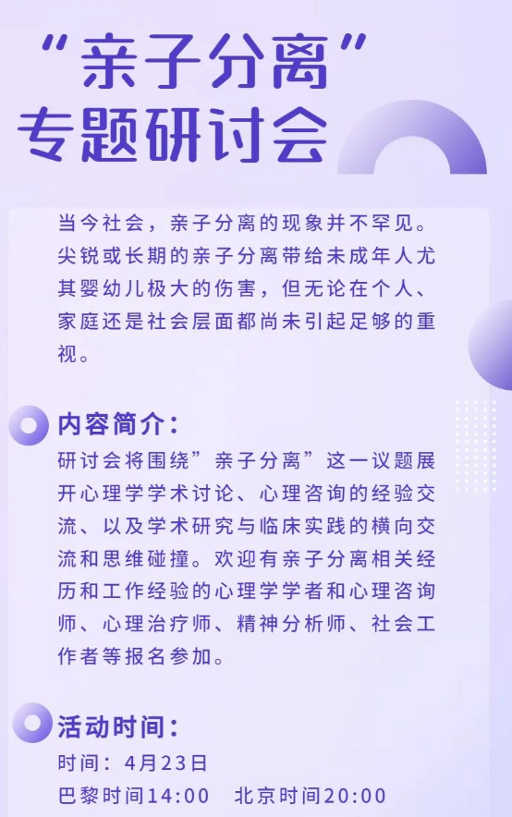 “亲子分离”
专题研讨会
当今社会，亲子分离的现象并不罕见。
尖锐或长期的亲子分离带给未成年人尤
其婴幼儿极大的伤害，但无论在个人、
家庭还是社会层面都尚未引起足够的重
视。
内容简介：
研讨会将围绕”亲子分离”这一议题展
开心理学学术讨论、心理咨询的经验交
流、以及学术研究与临床实践的横向交
流和思维碰撞。欢迎有亲子分离相关经
历和工作经验的心理学学者和心理咨询
师、心理治疗师、精神分析师、社会工
作者等报名参加。
活动时间：
时间：4月23日
巴黎时间14:00 北京时间20:00